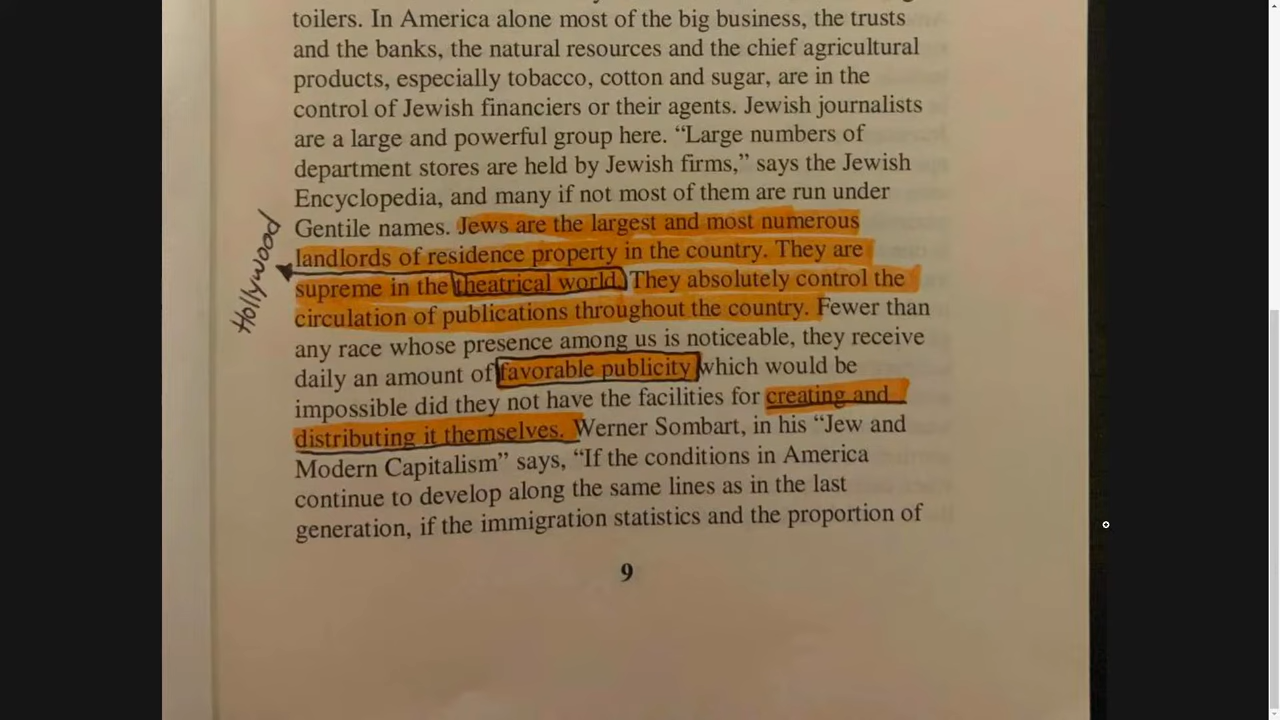 toilers. In America alone most of the big business, the trusts
and the banks, the natural resources and the chief agricultural
products, especially tobacco, cotton and sugar, are in the
control of Jewish financiers or their agents. Jewish journalists
are a large and powerful group here. “Large numbers of
department stores are held by Jewish firms,” says the Jewish
Encyclopedia, and many if not most of them are run under
Gentile names. Jews are the largest and most numerous
landlords of residence property in the country. They are
supreme in the theatrical world. They absolutely control the
circulation of publications throughout the country. Fewer than
any race whose presence among us is noticeable, they receive
daily an amount of favorable publicity which would be
impossible did they not have the facilities for creating and
distributing it themselves. Werner Sombart, in his “Jew and
Modern Capitalism” says, “If the conditions in America
continue to develop along the same lines as in the last
generation, if the immigration statistics and the proportion of
9
Hollywood